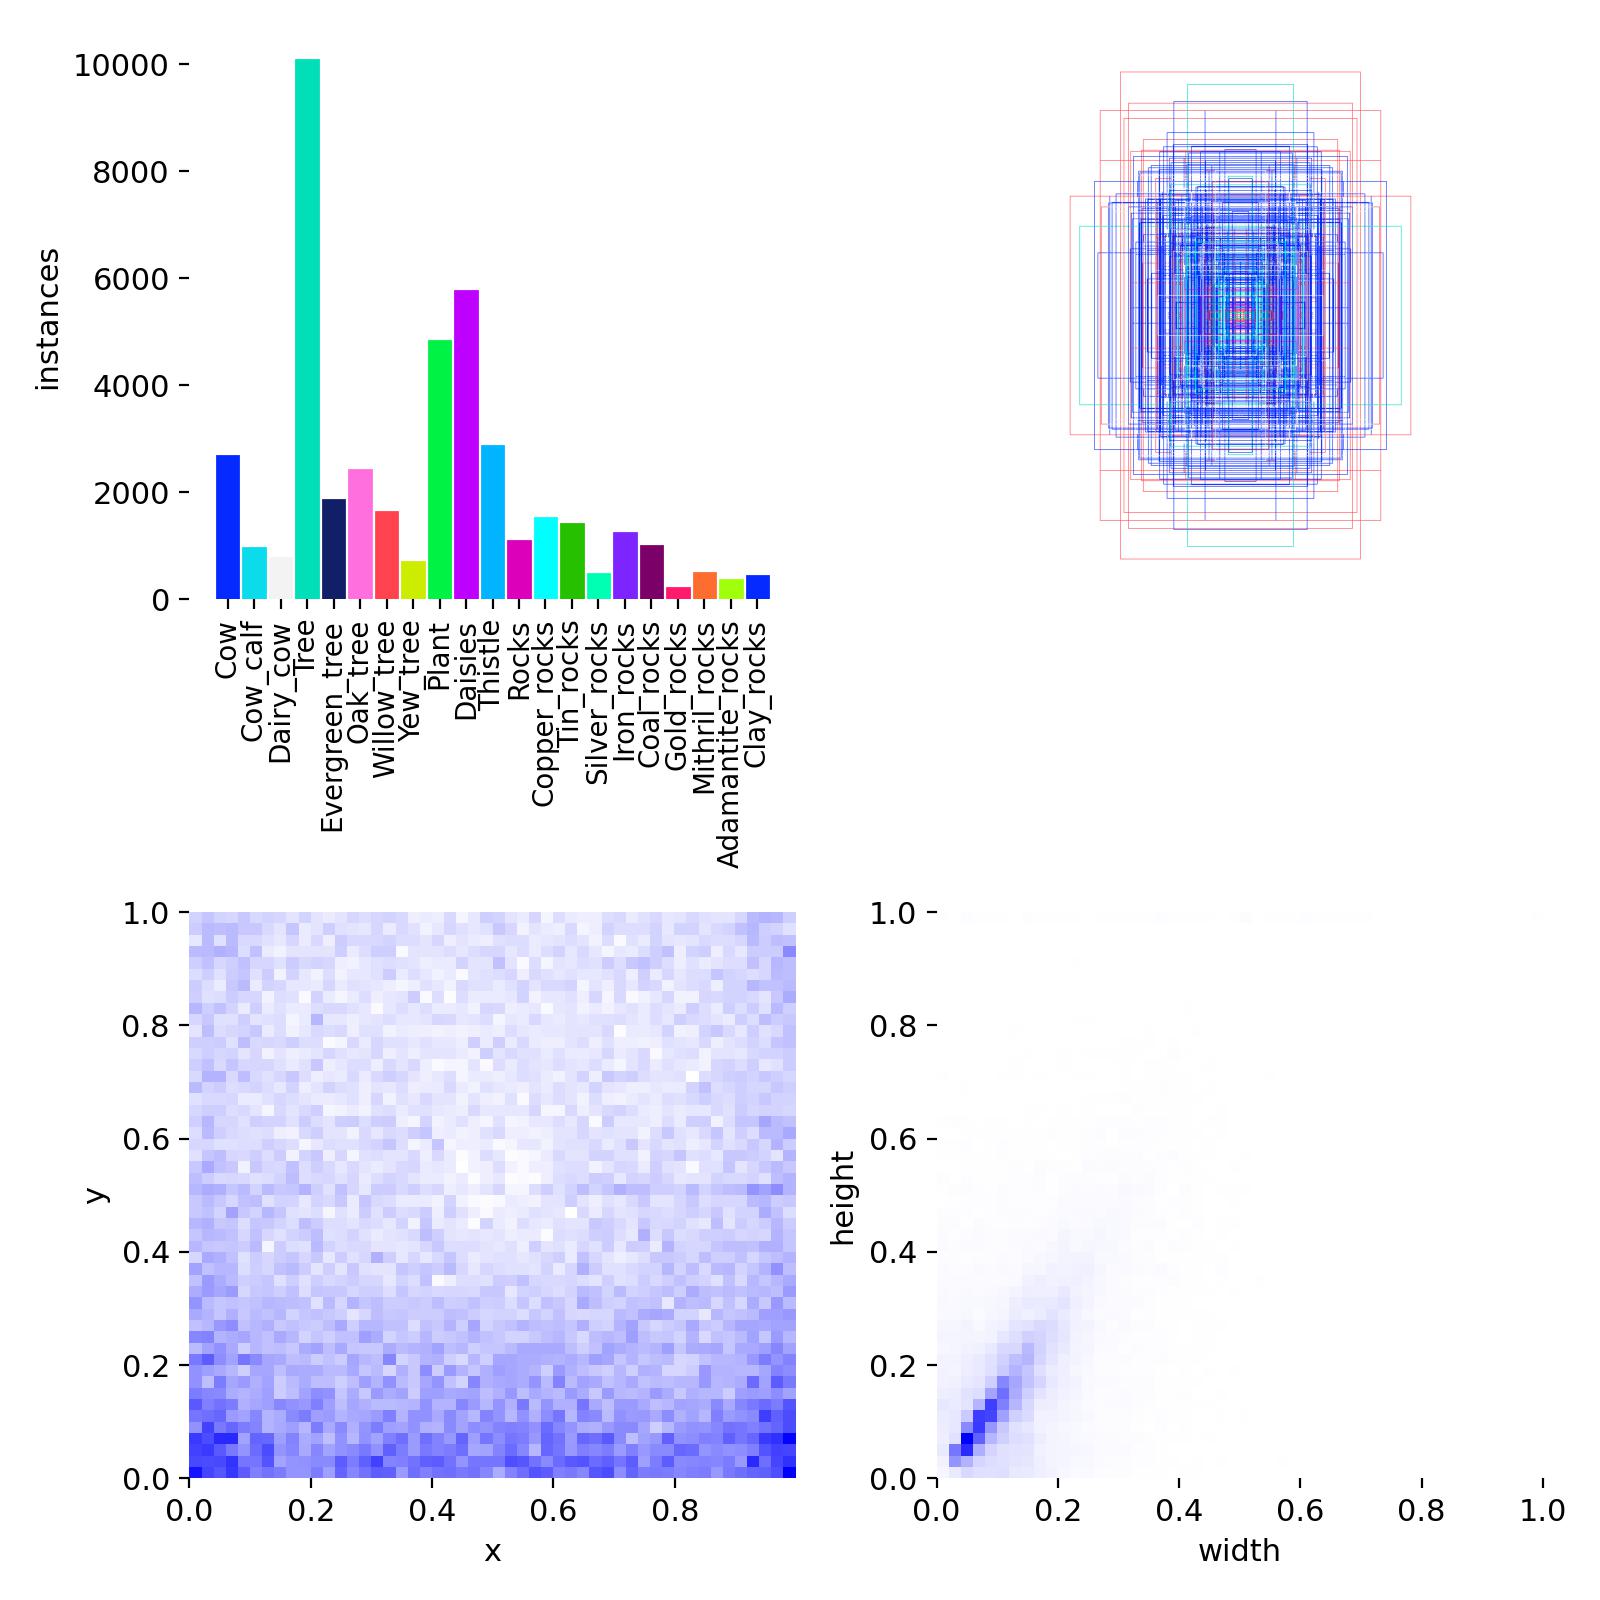 10000
8000
6000
4000
2000
0
instances
Cow
Cow_calf
Dairy_cow
Tree
Evergreen_tree
Oak_tree
Willow_tree
Yew_tree
Plant
Daisies
Thistle
Rocks
Copper_rocks
Tin_rocks
Silver_rocks
Iron_rocks
Coal_rocks
Gold_rocks
Mithril_rocks
Adamantite_rocks
Clay_rocks
1.0
0.8
0.6
0.4
0.2
0.0
y
0.0 0.2 0.4 0.6 0.8
x
1.0
0.8
0.6
0.4
0.2
0.0
height
0.0 0.2 0.4 0.6 0.8 1.0
width